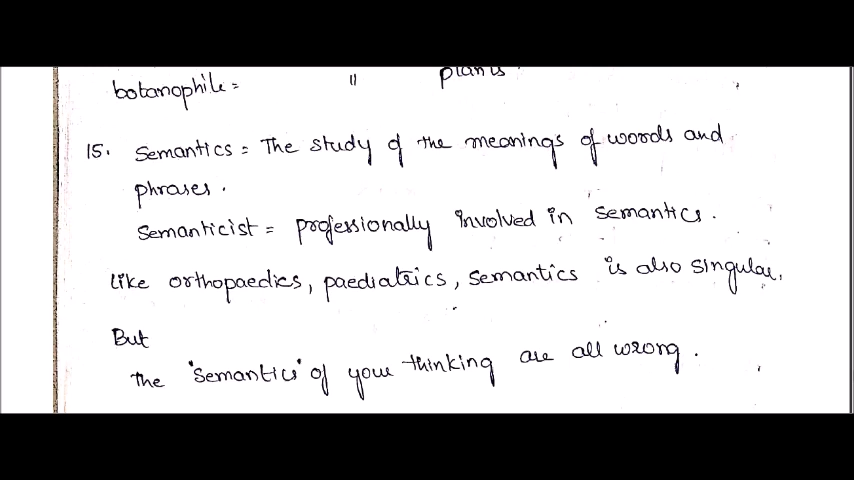 botanophile = " plants
15. Semantics = The study of the meanings of words and
phrases.
Semanticist = professionally involved in semantics.
like orthopaedics, paediatrics, semantics is also singular.
But
the "semantics" of your thinking are all wrong.